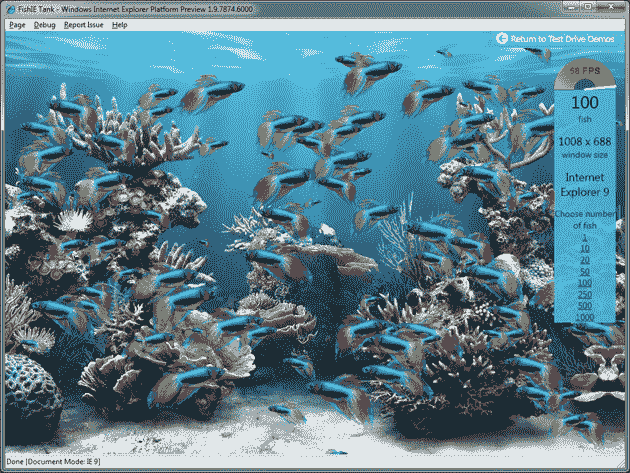 FishIE Tank - Windows Internet Explorer Platform Preview 1.9.7874.6000
Page Debug Report Issue Help
Return to Test Drive Demos
58 FPS
100
fish
1008 x 688
window size
Internet
Explorer 9
Choose number
of fish
1
10
20
50
100
250
500
1000
Done [Document Mode: IE 9]